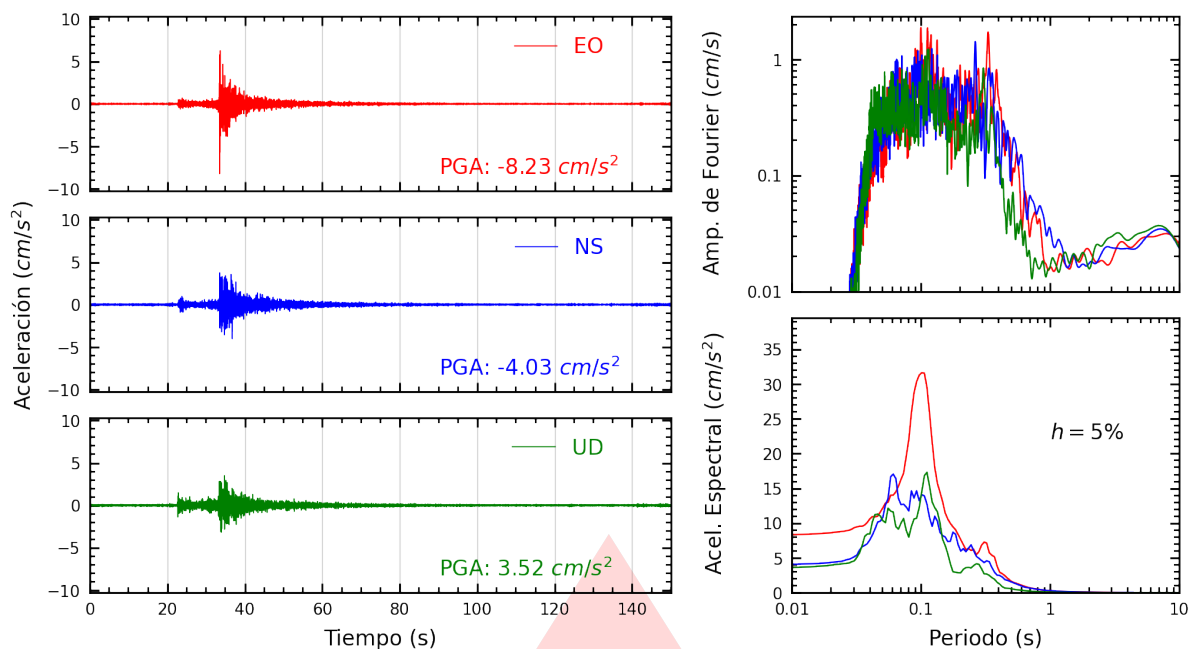 Aceleración (cm/s²)
10
5
0
−5
−10
EO
PGA: -8.23 cm/s²
10
5
0
−5
−10
NS
PGA: -4.03 cm/s²
10
5
0
−5
−10
UD
PGA: 3.52 cm/s²
0 20 40 60 80 100 120 140
Tiempo (s)
Amp. de Fourier (cm/s)
1
0.1
0.01
Acel. Espectral (cm/s²)
35
30
25
20
15
10
5
0
h = 5%
0.01 0.1 1 10
Periodo (s)